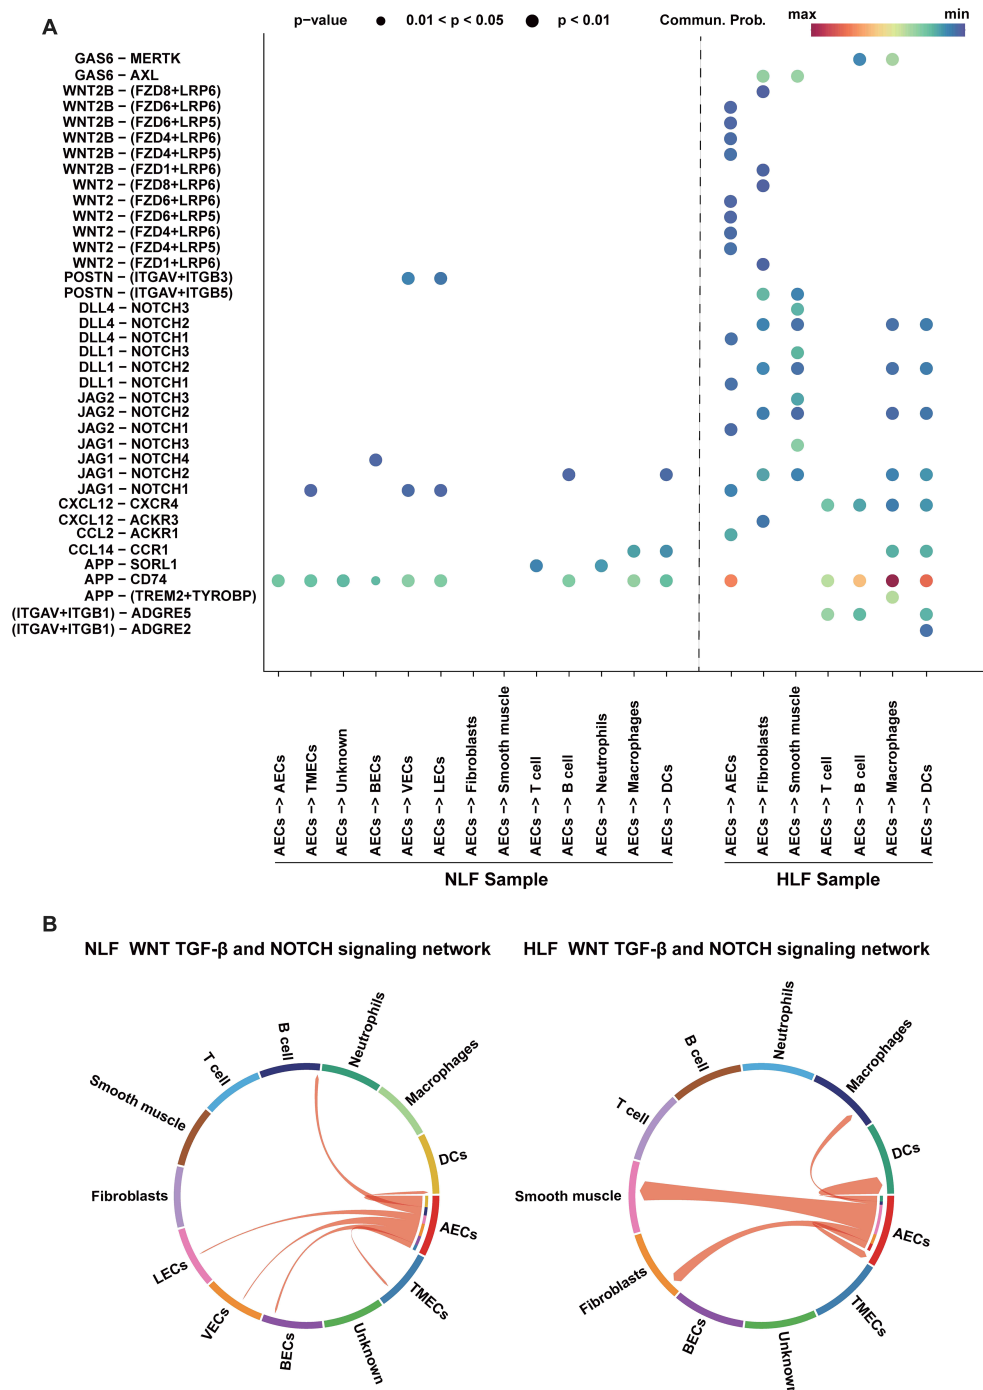 A
p−value
0.01 < p < 0.05
p < 0.01
Commun. Prob.
max
min
GAS6 − MERTK
GAS6 − AXL
WNT2B − (FZD8+LRP6)
WNT2B − (FZD6+LRP6)
WNT2B − (FZD6+LRP5)
WNT2B − (FZD4+LRP6)
WNT2B − (FZD4+LRP5)
WNT2B − (FZD1+LRP6)
WNT2 − (FZD8+LRP6)
WNT2 − (FZD6+LRP6)
WNT2 − (FZD6+LRP5)
WNT2 − (FZD4+LRP6)
WNT2 − (FZD4+LRP5)
WNT2 − (FZD1+LRP6)
POSTN − (ITGAV+ITGB3)
POSTN − (ITGAV+ITGB5)
DLL4 − NOTCH3
DLL4 − NOTCH2
DLL4 − NOTCH1
DLL1 − NOTCH3
DLL1 − NOTCH2
DLL1 − NOTCH1
JAG2 − NOTCH3
JAG2 − NOTCH2
JAG2 − NOTCH1
JAG1 − NOTCH3
JAG1 − NOTCH4
JAG1 − NOTCH2
JAG1 − NOTCH1
CXCL12 − CXCR4
CXCL12 − ACKR3
CCL2 − ACKR1
CCL14 − CCR1
APP − SORL1
APP − CD74
APP − (TREM2+TYROBP)
(ITGAV+ITGB1) − ADGRE5
(ITGAV+ITGB1) − ADGRE2
AECs −> AECs
AECs −> TMECs
AECs −> Unknown
AECs −> BECs
AECs −> VECs
AECs −> LECs
AECs −> Fibroblasts
AECs −> Smooth muscle
AECs −> T cell
AECs −> B cell
AECs −> Neutrophils
AECs −> Macrophages
AECs −> DCs
AECs −> AECs
AECs −> Fibroblasts
AECs −> Smooth muscle
AECs −> T cell
AECs −> B cell
AECs −> Macrophages
AECs −> DCs
NLF Sample
HLF Sample
B
NLF WNT TGF-β and NOTCH signaling network
B cell
Neutrophils
Macrophages
DCs
AECs
TMECs
Unknown
BECs
VECs
LECs
Fibroblasts
Smooth muscle
T cell
HLF WNT TGF-β and NOTCH signaling network
B cell
Neutrophils
Macrophages
DCs
AECs
TMECs
Unknown
BECs
Fibroblasts
Smooth muscle
T cell